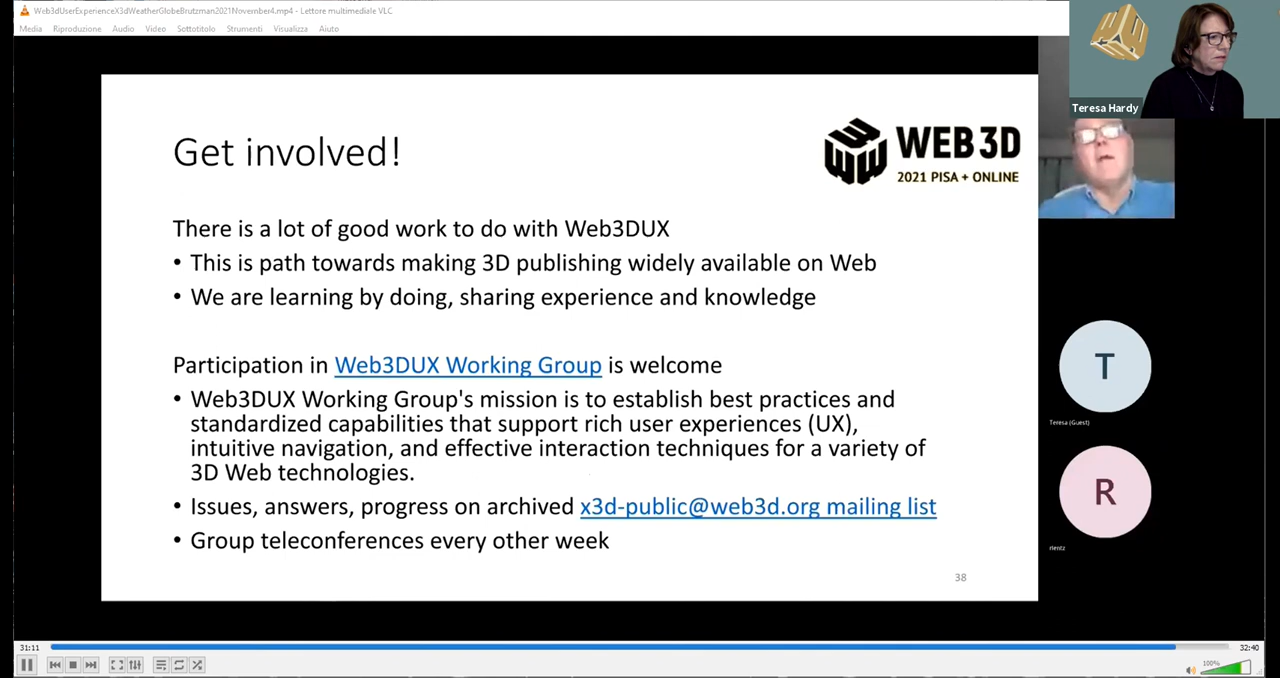 Web3dUserExperienceX3dWeatherGlobeBrutzman2021November4.mp4 - Lettore multimediale VLC
Media Riproduzione Audio Video Sottotitolo Strumenti Visualizza Aiuto
Teresa Hardy
Get involved!
WEB 3D
2021 PISA + ONLINE
There is a lot of good work to do with Web3DUX
• This is path towards making 3D publishing widely available on Web
• We are learning by doing, sharing experience and knowledge
Participation in Web3DUX Working Group is welcome
• Web3DUX Working Group's mission is to establish best practices and
standardized capabilities that support rich user experiences (UX),
intuitive navigation, and effective interaction techniques for a variety of
3D Web technologies.
• Issues, answers, progress on archived x3d-public@web3d.org mailing list
• Group teleconferences every other week
38
T
Teresa (Guest)
R
rlentz
31:11
32:40
100%